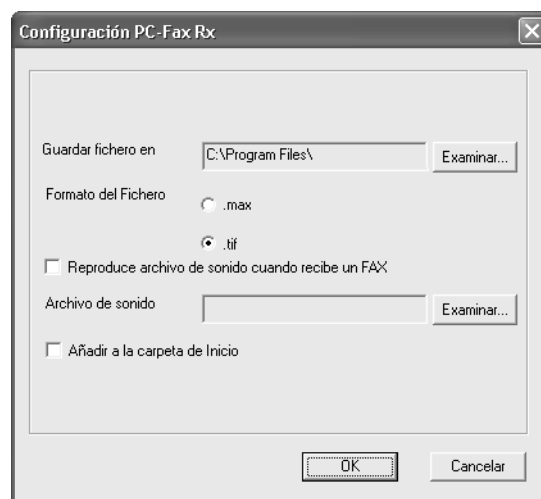 Configuración PC-Fax Rx
Guardar fichero en C:\Program Files\ Examinar...
Formato del Fichero .max
.tif
Reproduce archivo de sonido cuando recibe un FAX
Archivo de sonido Examinar...
Añadir a la carpeta de Inicio
OK Cancelar